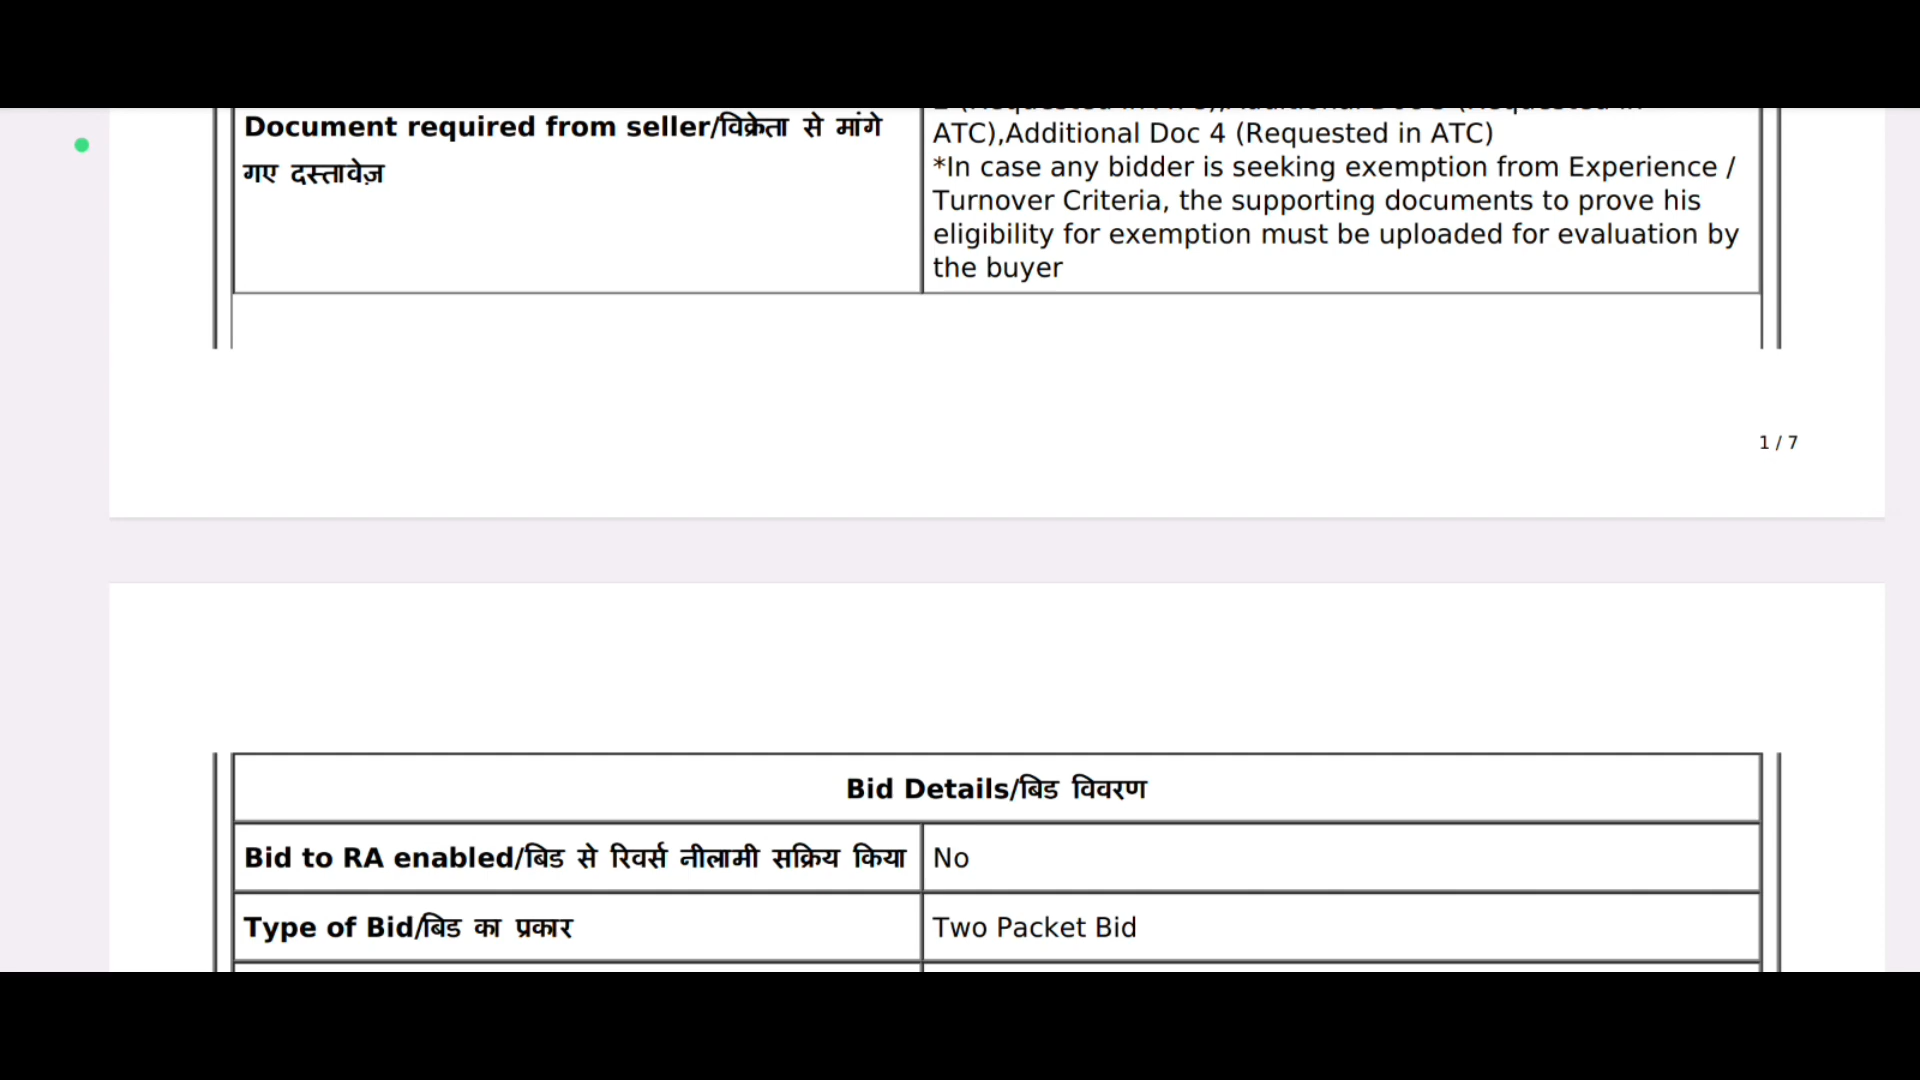 Document required from seller/विक्रेता से मांगे
गए दस्तावेज़
ATC),Additional Doc 4 (Requested in ATC)
*In case any bidder is seeking exemption from Experience /
Turnover Criteria, the supporting documents to prove his
eligibility for exemption must be uploaded for evaluation by
the buyer
1 / 7
Bid Details/बिड विवरण
Bid to RA enabled/बिड से रिवर्स नीलामी सक्रिय किया
No
Type of Bid/बिड का प्रकार
Two Packet Bid